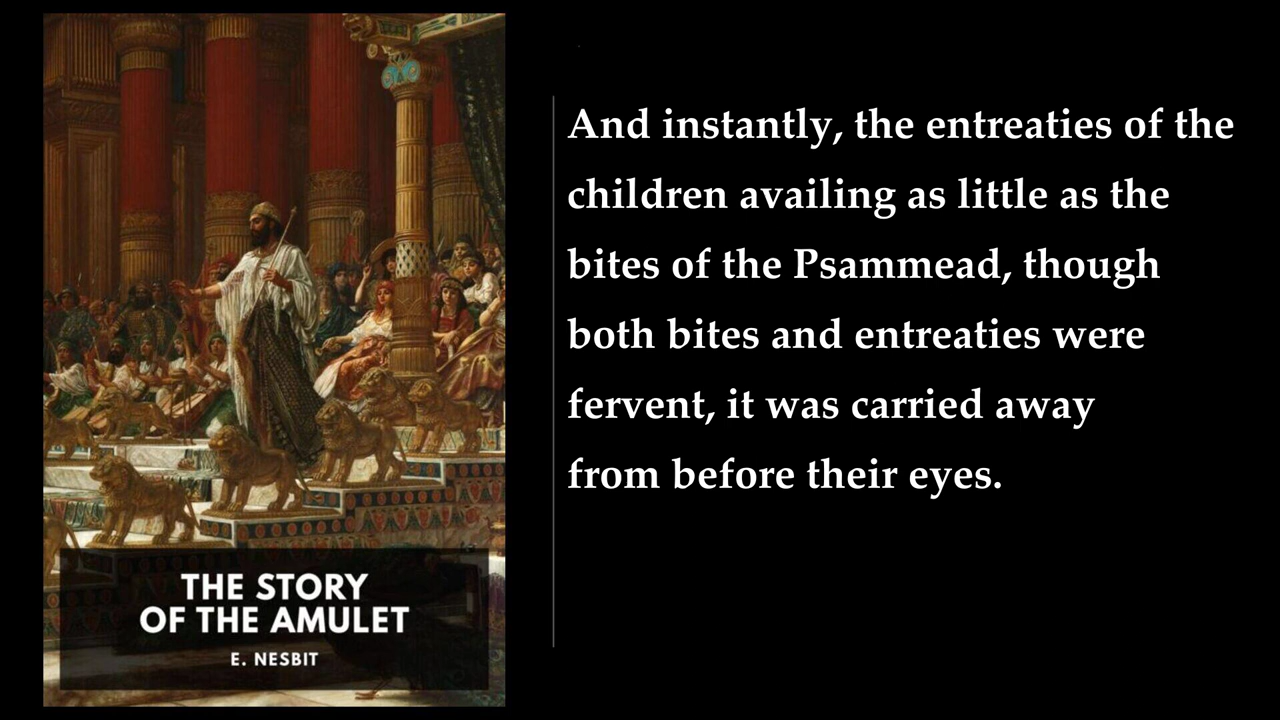 And instantly, the entreaties of the
children availing as little as the
bites of the Psammead, though
both bites and entreaties were
fervent, it was carried away
from before their eyes.
THE STORY
OF THE AMULET
E. NESBIT